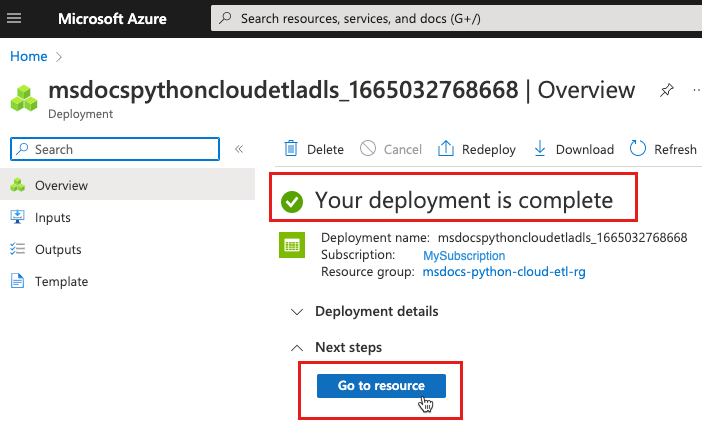 Microsoft Azure
Search resources, services, and docs (G+/)
Home
msdocspythoncloudetladls_1665032768668 | Overview
Deployment
Search
Delete
Cancel
Redeploy
Download
Refresh
Overview
Inputs
Outputs
Template
Your deployment is complete
Deployment name: msdocspythoncloudetladls_1665032768668
Subscription: MySubscription
Resource group: msdocs-python-cloud-etl-rg
Deployment details
Next steps
Go to resource